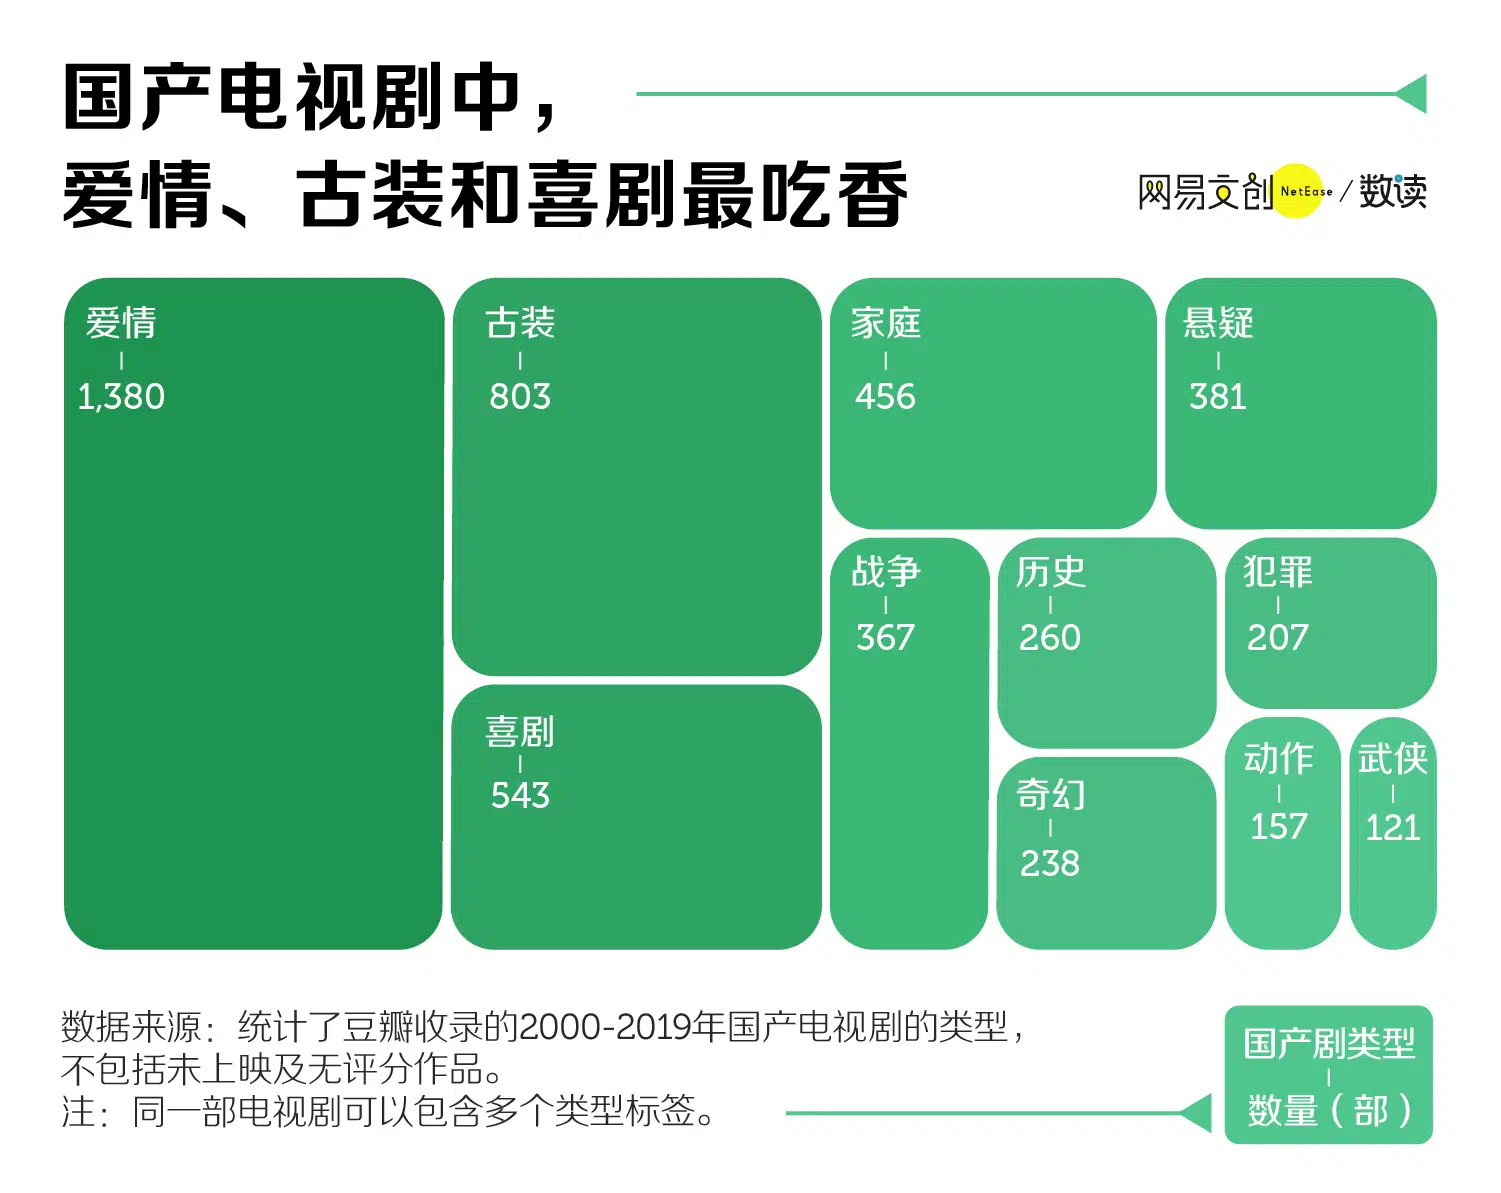 国产电视剧中，
爱情、古装和喜剧最吃香
网易文创 NetEase / 数读
爱情
1,380
古装
803
喜剧
543
家庭
456
悬疑
381
战争
367
历史
260
奇幻
238
犯罪
207
动作
157
武侠
121
数据来源：统计了豆瓣收录的2000-2019年国产电视剧的类型，
不包括未上映及无评分作品。
注：同一部电视剧可以包含多个类型标签。
国产剧类型
数量（部）